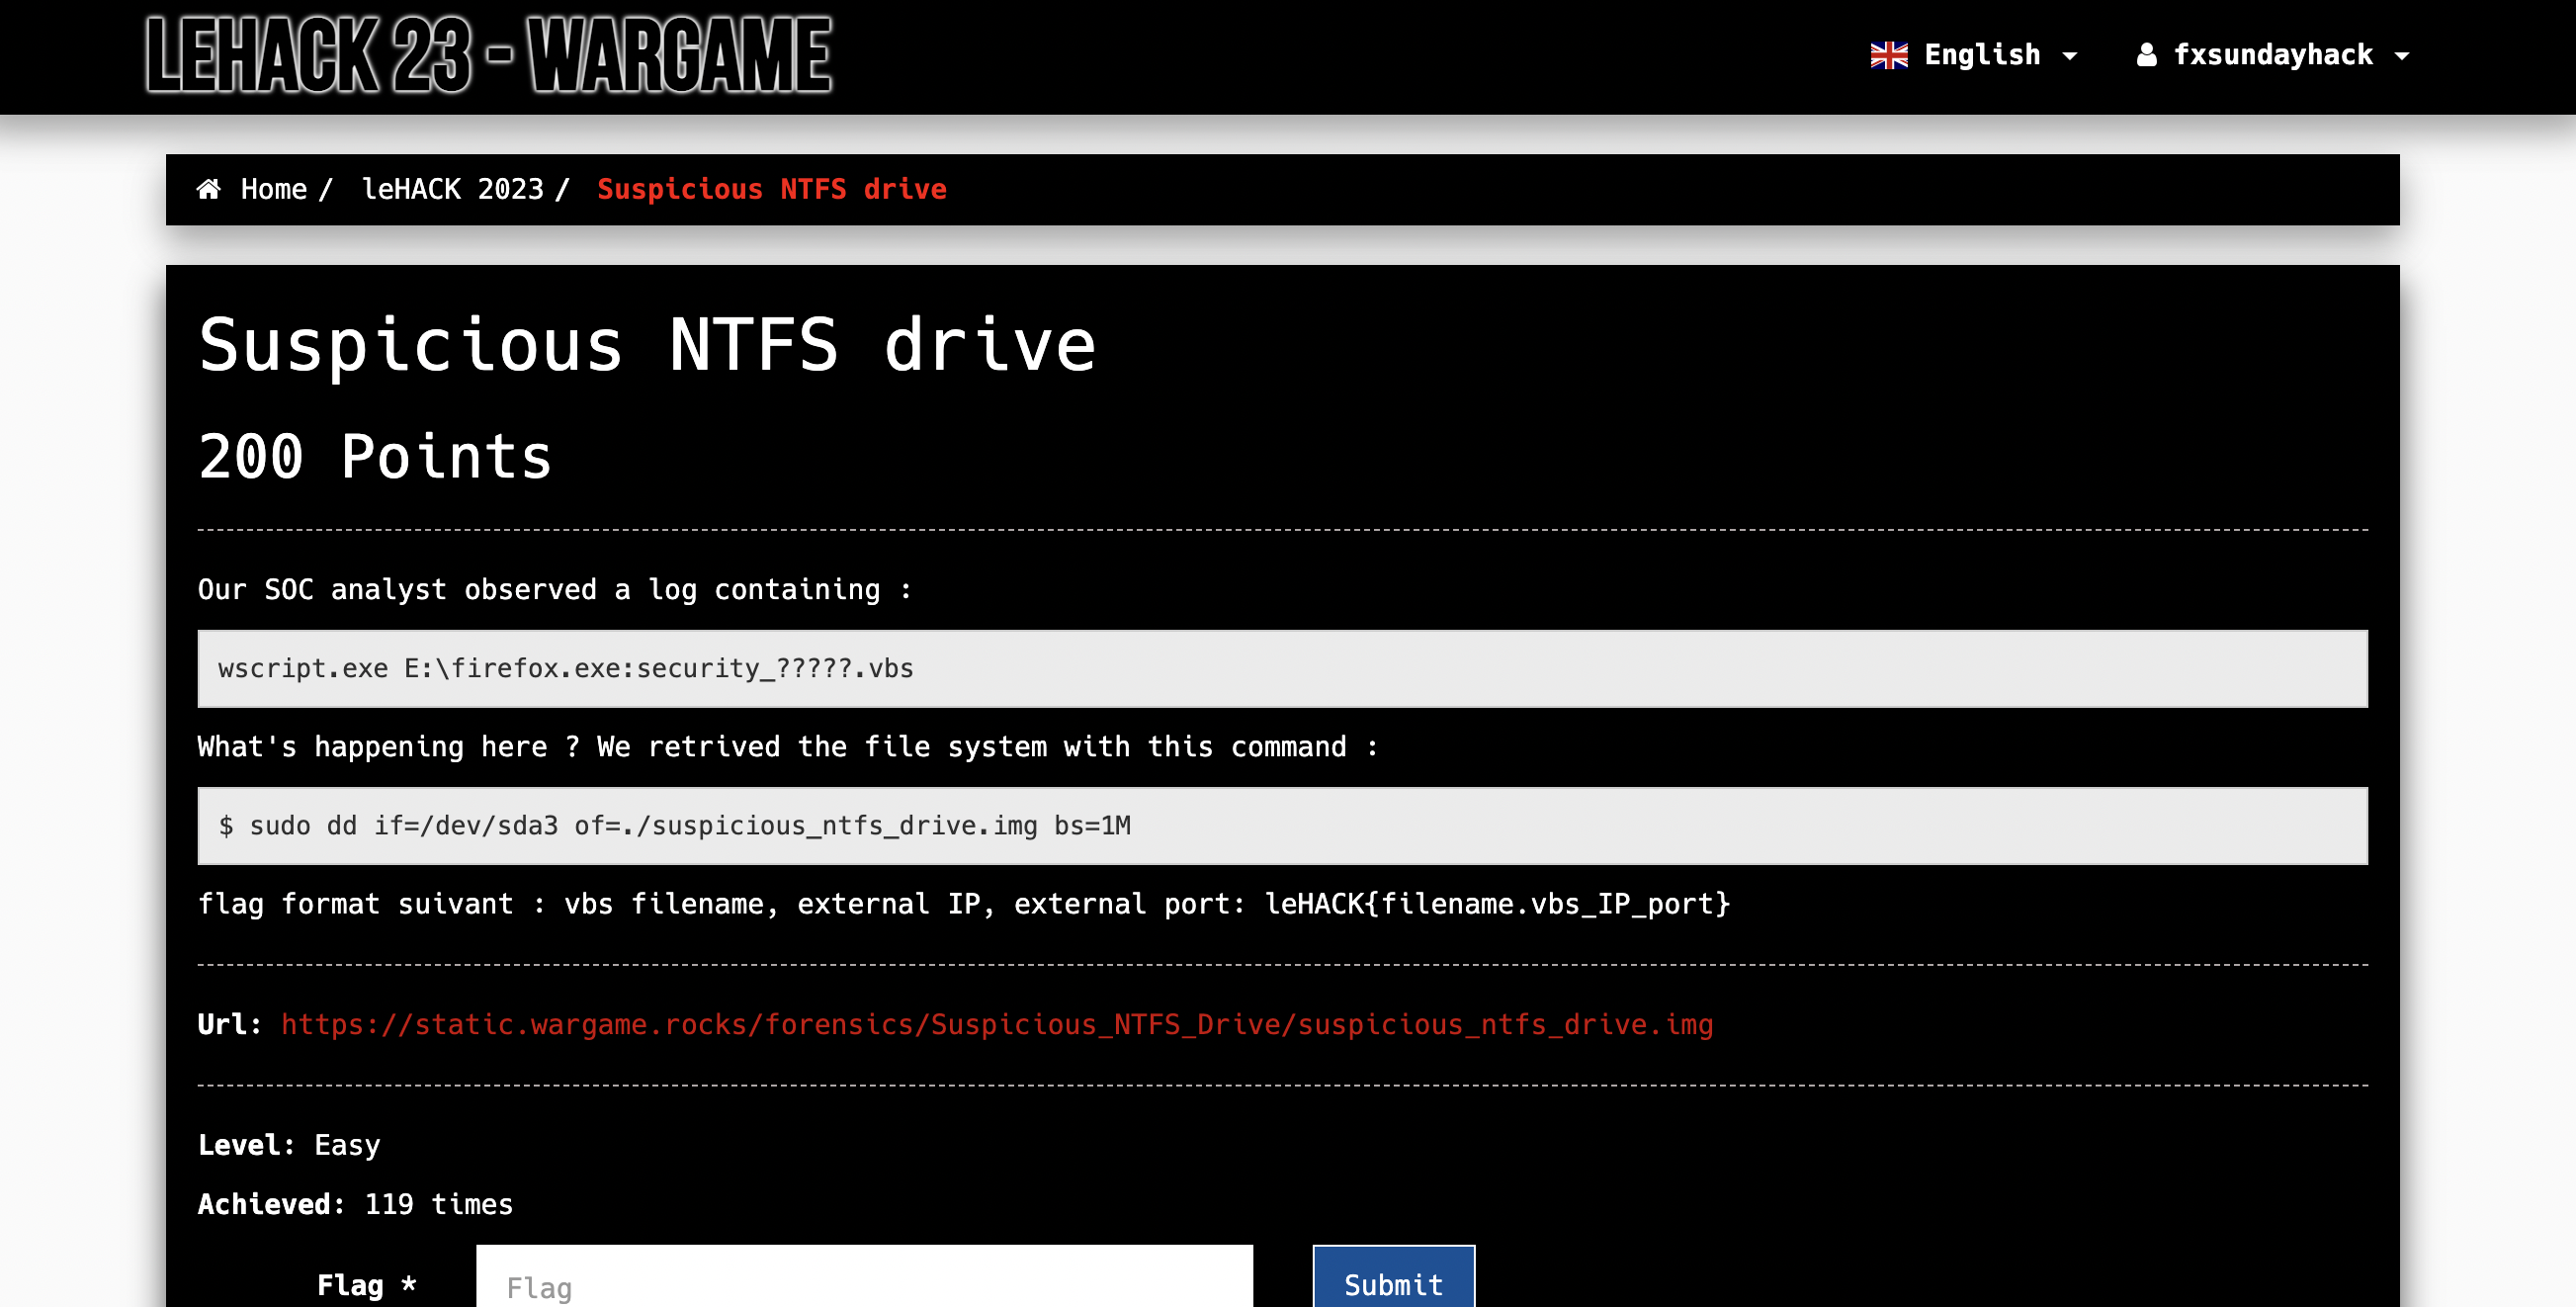 LEHACK 23 - WARGAME
English
fxsundayhack
Home / leHACK 2023 / Suspicious NTFS drive
Suspicious NTFS drive
200 Points
Our SOC analyst observed a log containing :
wscript.exe E:\firefox.exe:security_?????.vbs
What's happening here ? We retrived the file system with this command :
$ sudo dd if=/dev/sda3 of=./suspicious_ntfs_drive.img bs=1M
flag format suivant : vbs filename, external IP, external port: leHACK{filename.vbs_IP_port}
Url: https://static.wargame.rocks/forensics/Suspicious_NTFS_Drive/suspicious_ntfs_drive.img
Level: Easy
Achieved: 119 times
Flag *
Flag
Submit